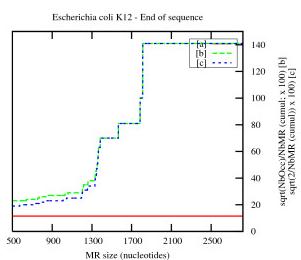 Escherichia coli K12 - End of sequence
[a]
[b]
[c]
140
120
100
80
60
40
20
0
500 900 1300 1700 2100 2500
MR size (nucleotides)
sqrt(NbOcc)/NbMR (cumul; x 100) [b]
sqrt(2/NbMR (cumul)) x 100) [c]